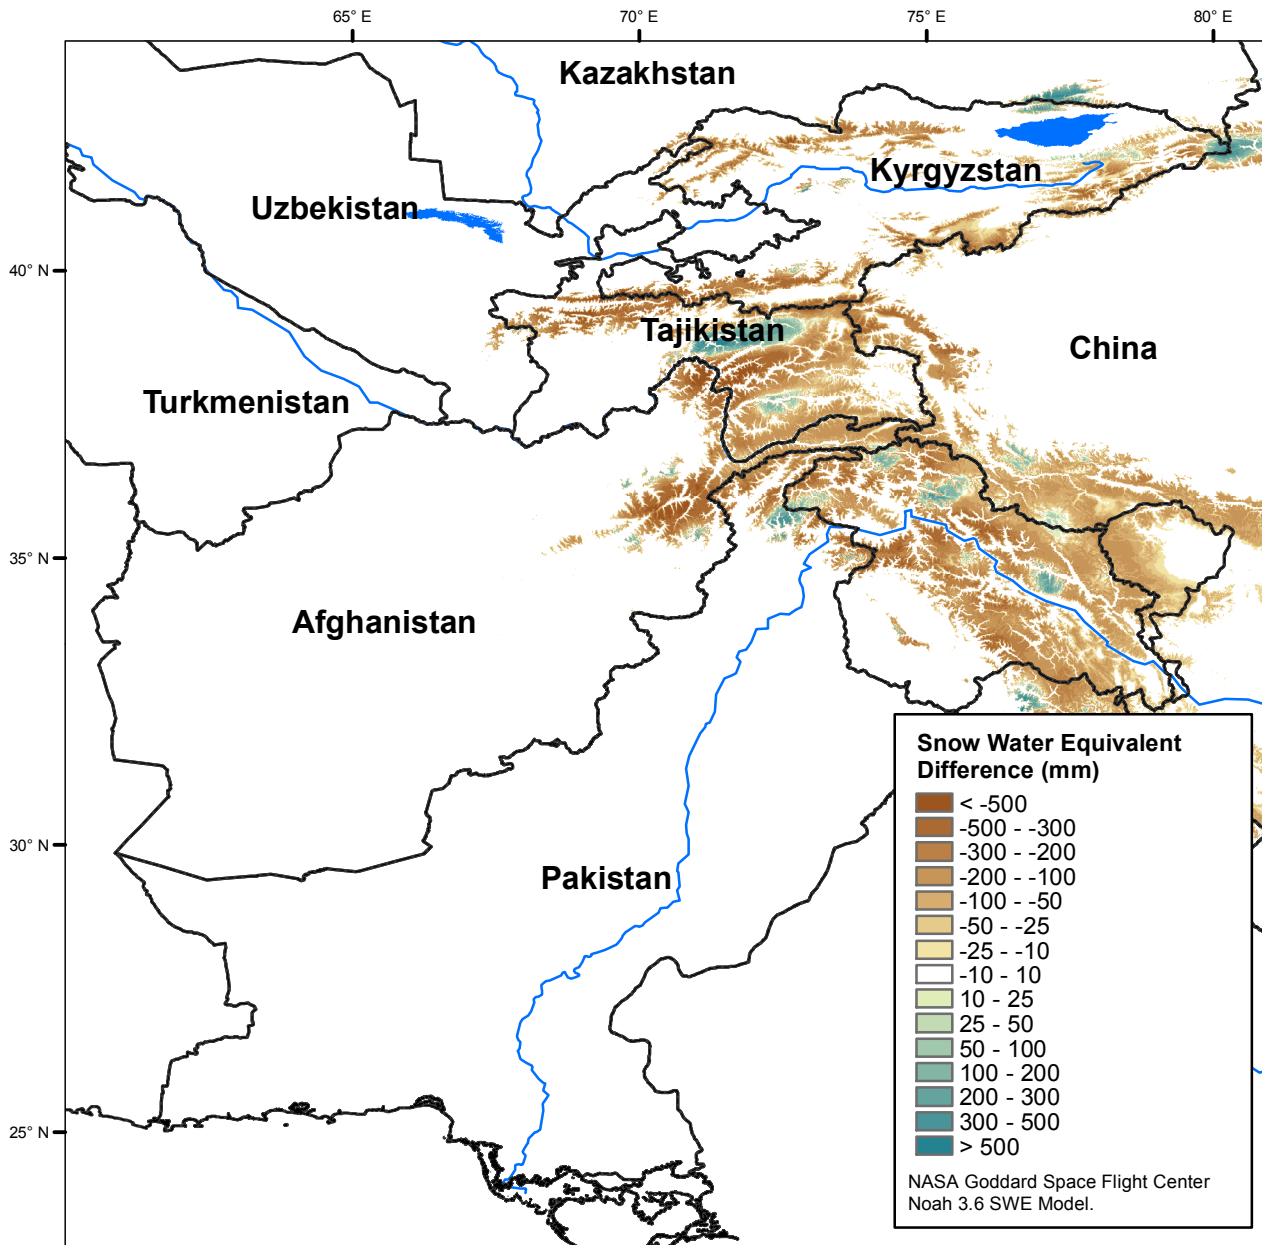 65° E
70° E
75° E
80° E
Kazakhstan
Kyrgyzstan
Uzbekistan
40° N
Tajikistan
China
Turkmenistan
35° N
Afghanistan
30° N
Pakistan
25° N
Snow Water Equivalent
Difference (mm)
< -500
-500 - -300
-300 - -200
-200 - -100
-100 - -50
-50 - -25
-25 - -10
-10 - 10
10 - 25
25 - 50
50 - 100
100 - 200
200 - 300
300 - 500
> 500
NASA Goddard Space Flight Center
Noah 3.6 SWE Model.